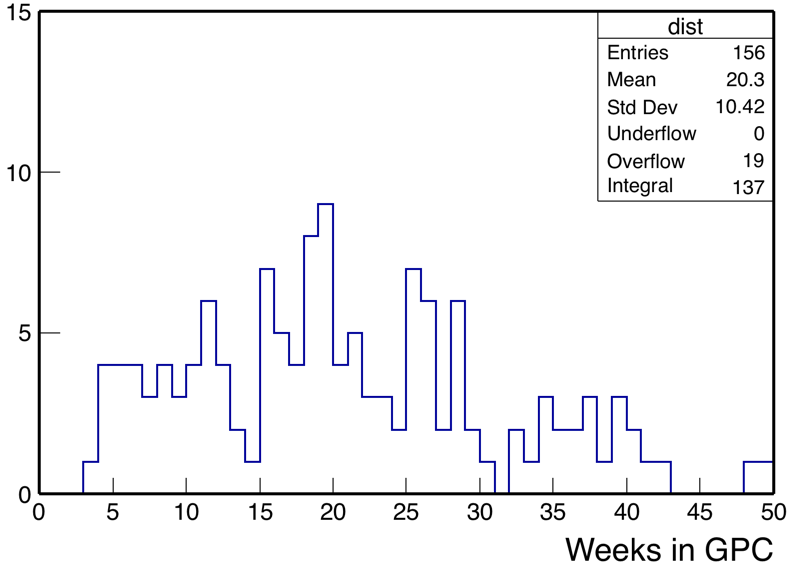 15
dist
Entries 156
Mean 20.3
Std Dev 10.42
Underflow 0
Overflow 19
Integral 137
10
5
0
0 5 10 15 20 25 30 35 40 45 50
Weeks in GPC